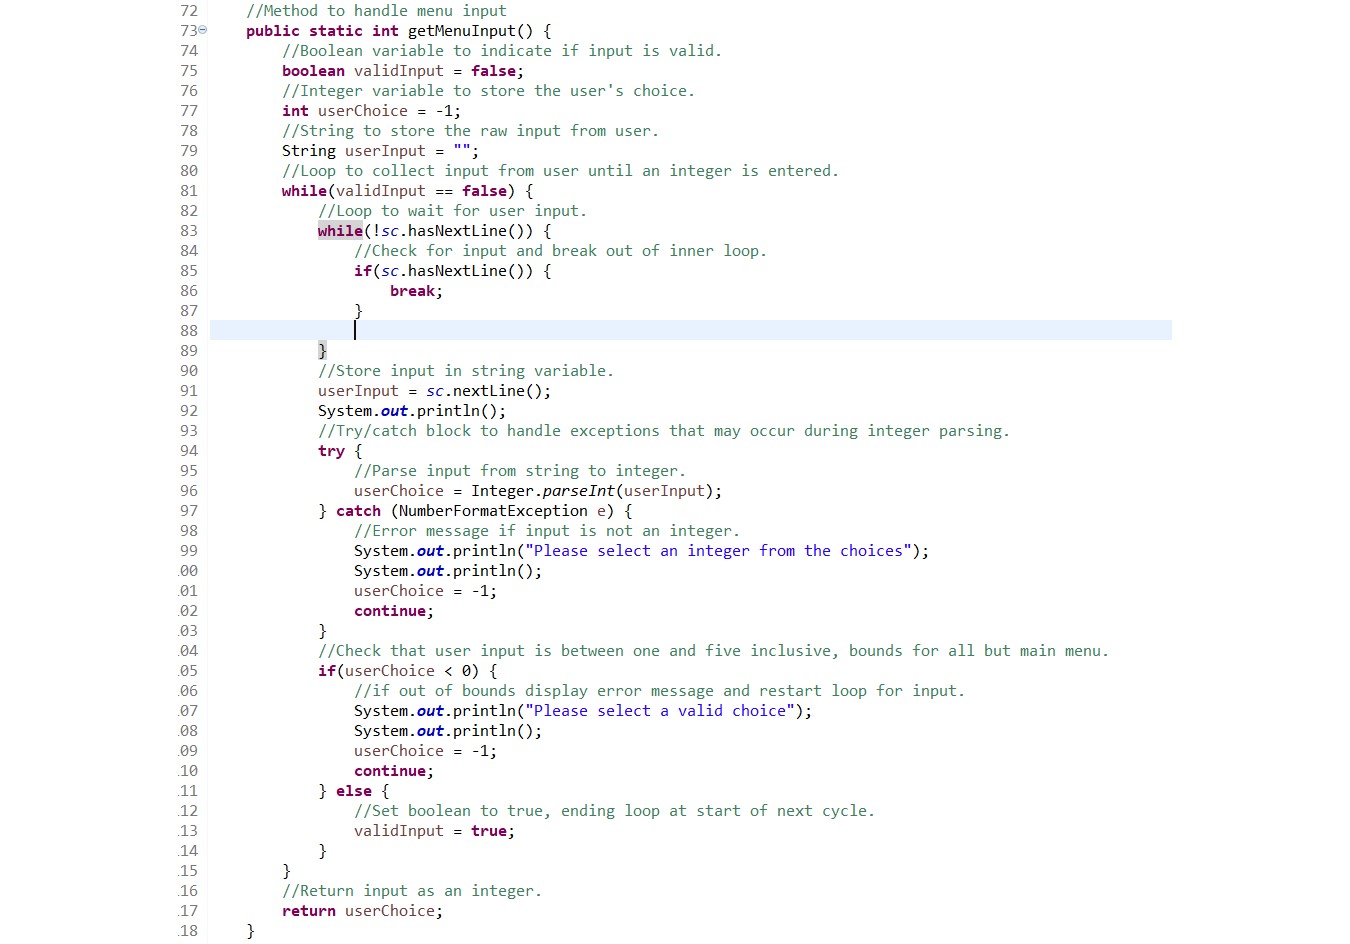 72 //Method to handle menu input
73 public static int getMenuInput() {
74 //Boolean variable to indicate if input is valid.
75 boolean validInput = false;
76 //Integer variable to store the user's choice.
77 int userChoice = -1;
78 //String to store the raw input from user.
79 String userInput = "";
80 //Loop to collect input from user until an integer is entered.
81 while(validInput == false) {
82 //Loop to wait for user input.
83 while(!sc.hasNextLine()) {
84 //Check for input and break out of inner loop.
85 if(sc.hasNextLine()) {
86 break;
87 }
88
89 }
90 //Store input in string variable.
91 userInput = sc.nextLine();
92 System.out.println();
93 //Try/catch block to handle exceptions that may occur during integer parsing.
94 try {
95 //Parse input from string to integer.
96 userChoice = Integer.parseInt(userInput);
97 } catch (NumberFormatException e) {
98 //Error message if input is not an integer.
99 System.out.println("Please select an integer from the choices");
00 System.out.println();
01 userChoice = -1;
02 continue;
03 }
04 //Check that user input is between one and five inclusive, bounds for all but main menu.
05 if(userChoice < 0) {
06 //if out of bounds display error message and restart loop for input.
07 System.out.println("Please select a valid choice");
08 System.out.println();
09 userChoice = -1;
10 continue;
11 } else {
12 //Set boolean to true, ending loop at start of next cycle.
13 validInput = true;
14 }
15 }
16 //Return input as an integer.
17 return userChoice;
18 }